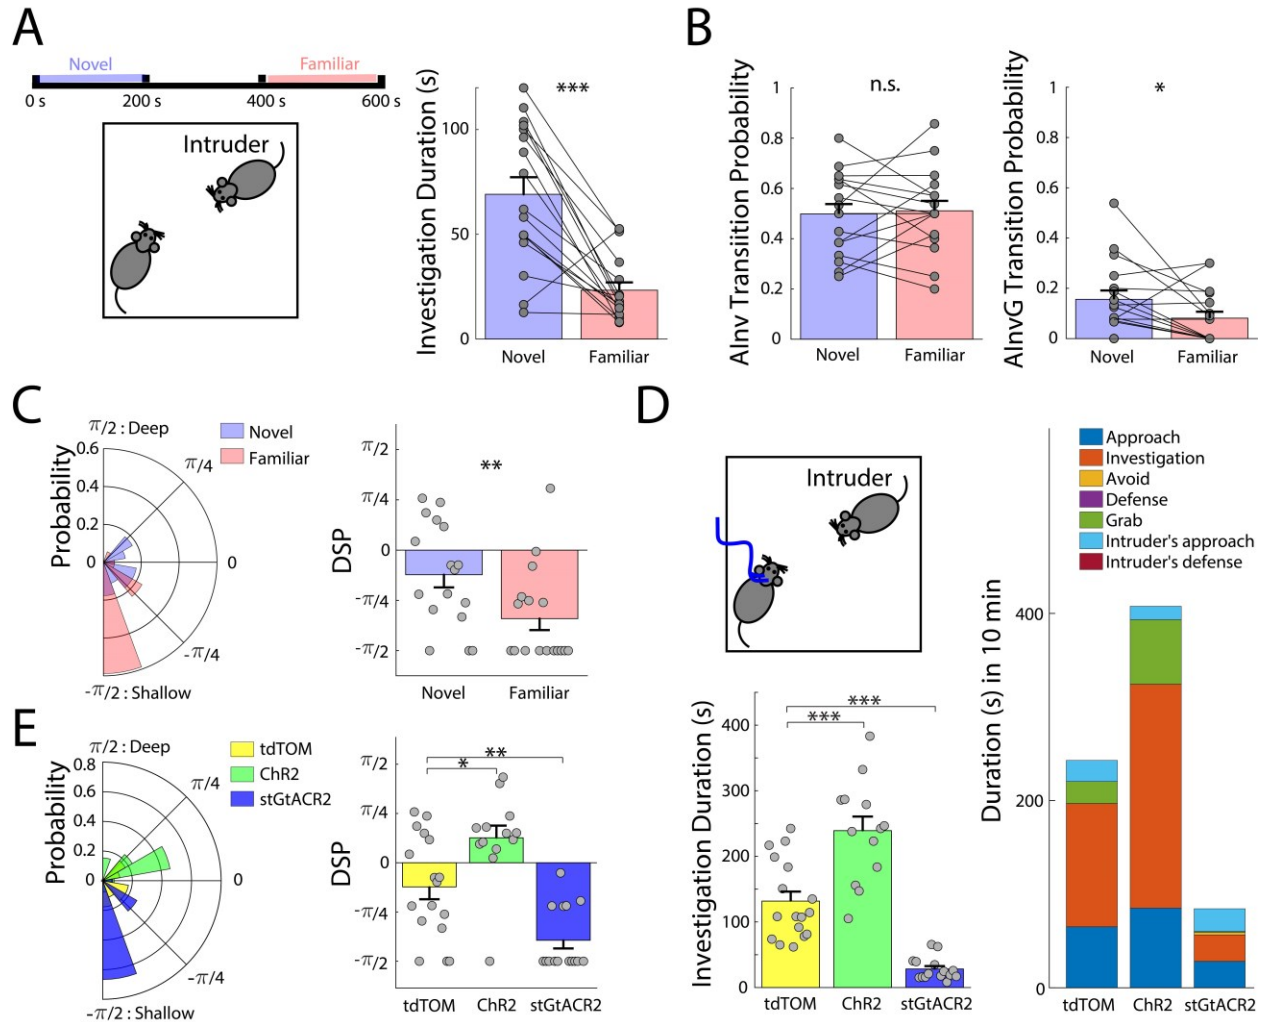 A
Novel
Familiar
0 s
200 s
400 s
600 s
Intruder
Investigation Duration (s)
100
50
0
***
Novel
Familiar
B
AInv Transition Probability
1
0.8
0.6
0.4
0.2
0
n.s.
Novel
Familiar
AInvG Transition Probability
1
0.8
0.6
0.4
0.2
0
*
Novel
Familiar
C
π/2 : Deep
Probability
0.6
0.4
0.2
0
π/4
0
-π/4
-π/2 : Shallow
Novel
Familiar
DSP
π/2
π/4
0
-π/4
-π/2
**
Novel
Familiar
D
Intruder
Investigation Duration (s)
400
300
200
100
0
***
***
tdTOM
ChR2
stGtACR2
Approach
Investigation
Avoid
Defense
Grab
Intruder's approach
Intruder's defense
Duration (s) in 10 min
400
200
0
tdTOM
ChR2
stGtACR2
E
π/2 : Deep
Probability
0.8
0.6
0.4
0.2
0
π/4
0
-π/4
-π/2 : Shallow
tdTOM
ChR2
stGtACR2
DSP
π/2
π/4
0
-π/4
-π/2
**
*
tdTOM
ChR2
stGtACR2